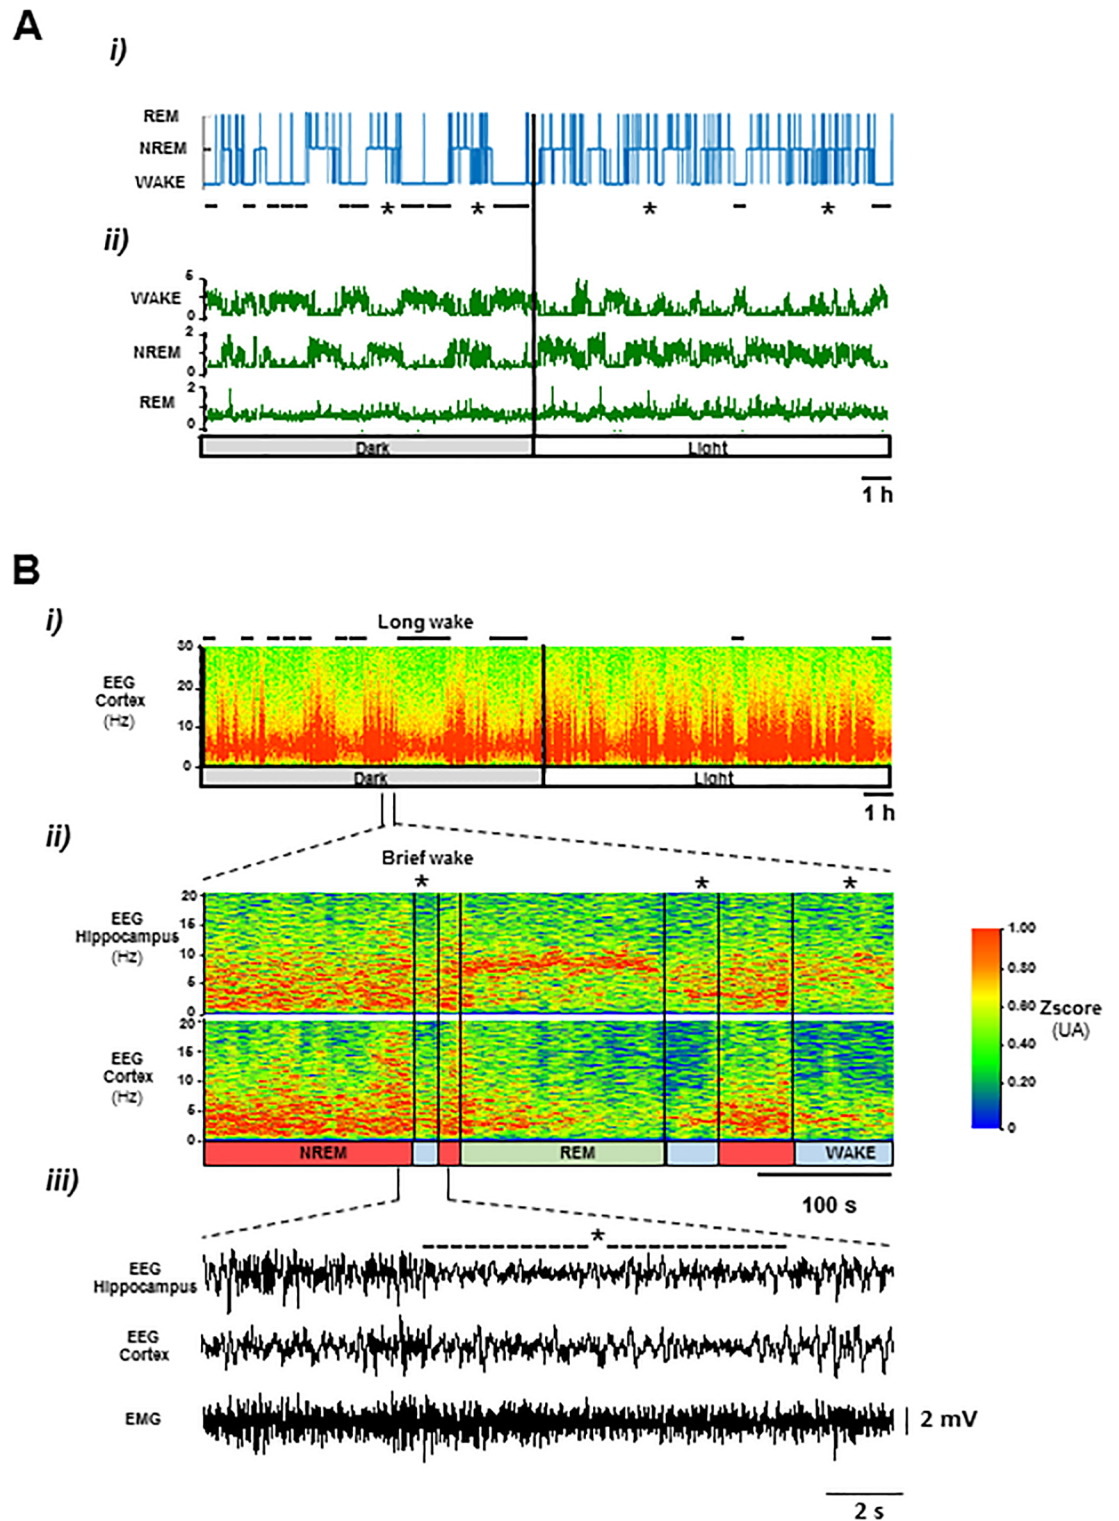 A
i)
REM
NREM
WAKE
* * * *
ii)
5
WAKE
0
2
NREM
0
2
REM
0
Dark Light
1 h
B
i)
Long wake
30
EEG
Cortex
(Hz)
20
10
0
Dark Light
1 h
ii)
Brief wake
* * *
20
EEG
Hippocampus
(Hz)
15
10
5
0
20
EEG
Cortex
(Hz)
15
10
5
0
1.00
0.80
0.60
0.40
0.20
0
Zscore
(UA)
NREM REM WAKE
100 s
iii)
*
EEG
Hippocampus
EEG
Cortex
EMG
2 mV
2 s